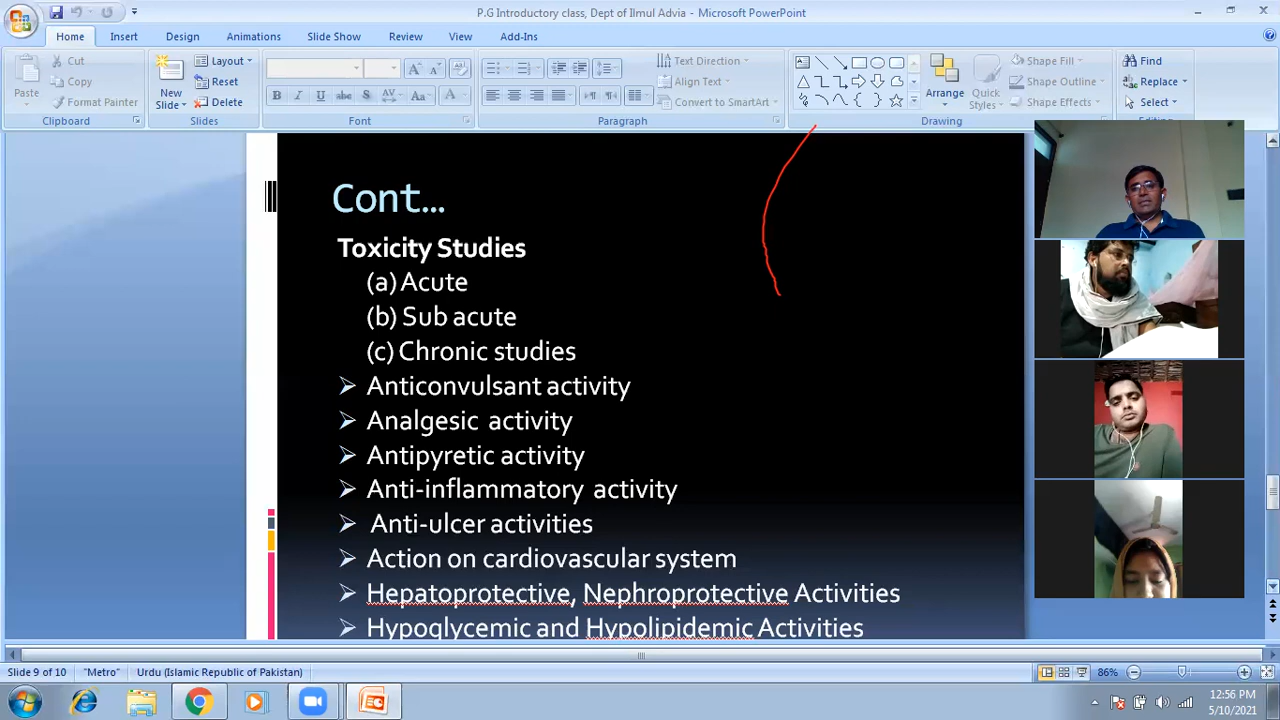 P.G Introductory class, Dept of Ilmul Advia - Microsoft PowerPoint
Home Insert Design Animations Slide Show Review View Add-Ins
Cut
Copy
Format Painter
Paste
Clipboard
New Slide
Layout
Reset
Delete
Slides
B I U abc S AV Aa A
Font
Text Direction
Align Text
Convert to SmartArt
Paragraph
Arrange
Quick Styles
Shape Fill
Shape Outline
Shape Effects
Drawing
Find
Replace
Select
Editing
Cont...
Toxicity Studies
(a) Acute
(b) Sub acute
(c) Chronic studies
Anticonvulsant activity
Analgesic activity
Antipyretic activity
Anti-inflammatory activity
Anti-ulcer activities
Action on cardiovascular system
Hepatoprotective, Nephroprotective Activities
Hypoglycemic and Hypolipidemic Activities
Slide 9 of 10 "Metro" Urdu (Islamic Republic of Pakistan) 86%
12:56 PM
5/10/2021